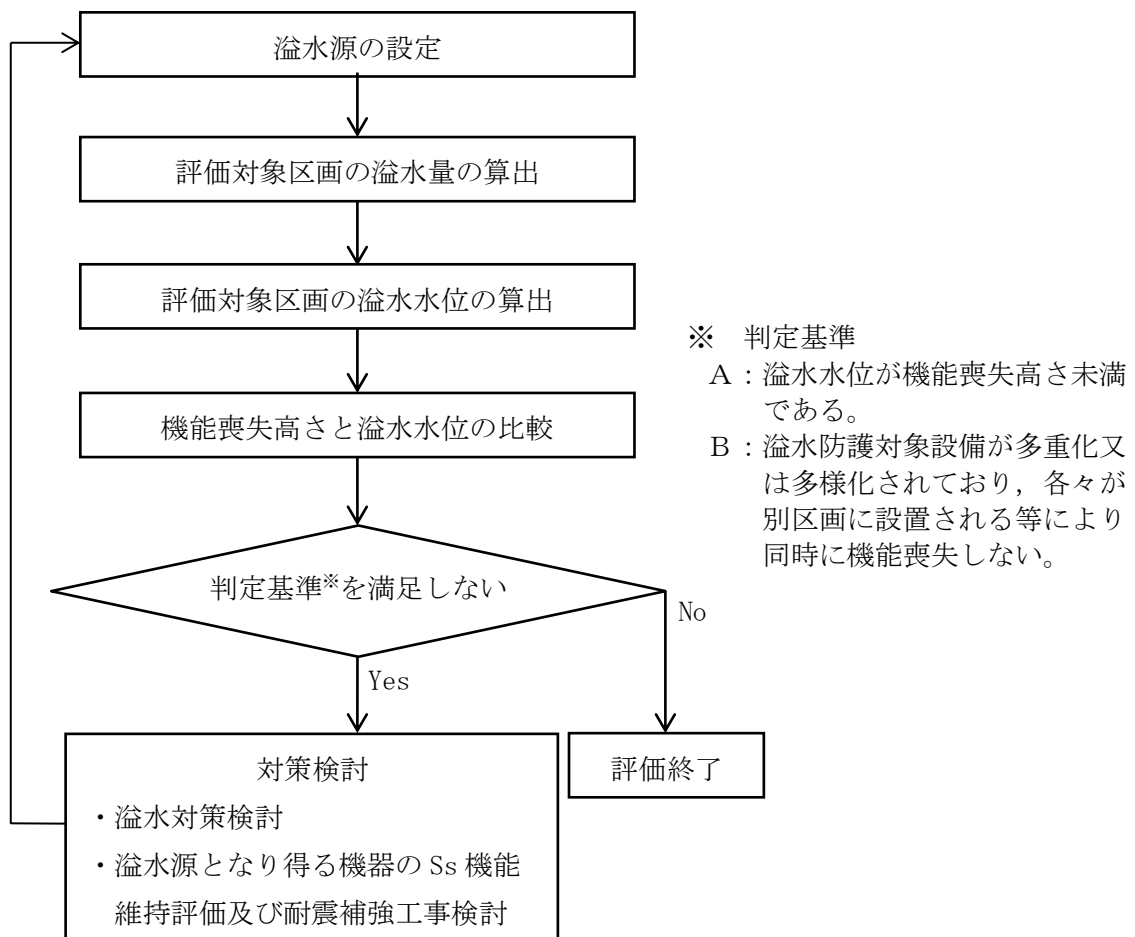 溢水源の設定
評価対象区画の溢水量の算出
評価対象区画の溢水水位の算出
機能喪失高さと溢水水位の比較
※　判定基準
Ａ：溢水水位が機能喪失高さ未満
である。
Ｂ：溢水防護対象設備が多重化又
は多様化されており，各々が
別区画に設置される等により
同時に機能喪失しない。
判定基準※を満足しない
No
Yes
対策検討
・溢水対策検討
・溢水源となり得る機器の Ss 機能
維持評価及び耐震補強工事検討
評価終了